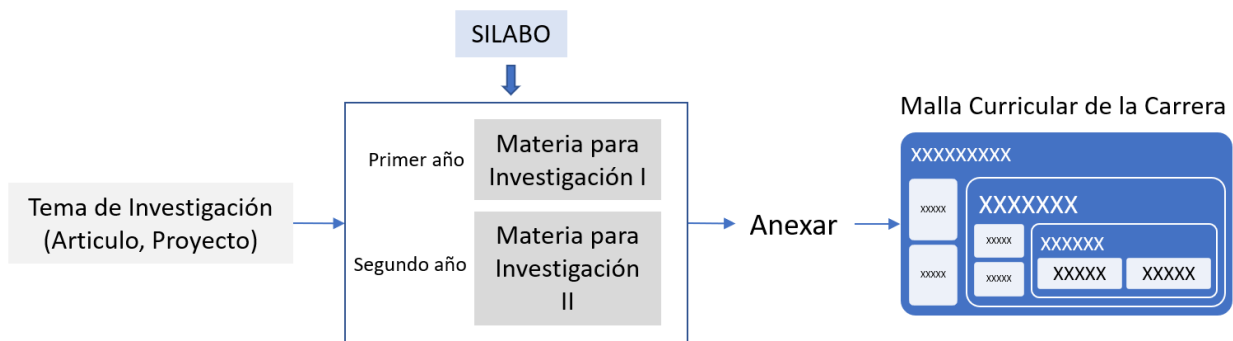 SILABO
Malla Curricular de la Carrera
Primer año
Materia para
Investigación I
Tema de Investigación
(Articulo, Proyecto)
Segundo año
Materia para
Investigación
II
Anexar
XXXXXXXXX
xxxxx
XXXXXXX
xxxxx
XXXXXX
xxxxx
xxxxx
XXXXX
XXXXX